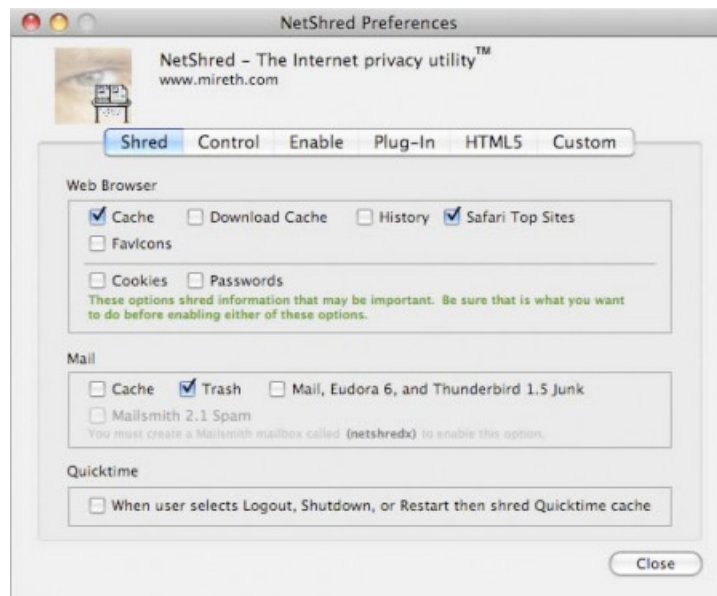 NetShred Preferences
NetShred – The Internet privacy utility™
www.mireth.com
Shred Control Enable Plug-In HTML5 Custom
Web Browser
Cache Download Cache History Safari Top Sites
FavIcons
Cookies Passwords
These options shred information that may be important. Be sure that is what you want
to do before enabling either of these options.
Mail
Cache Trash Mail, Eudora 6, and Thunderbird 1.5 Junk
Mailsmith 2.1 Spam
You must create a Mailsmith mailbox called (netshredx) to enable this option.
Quicktime
When user selects Logout, Shutdown, or Restart then shred Quicktime cache
Close